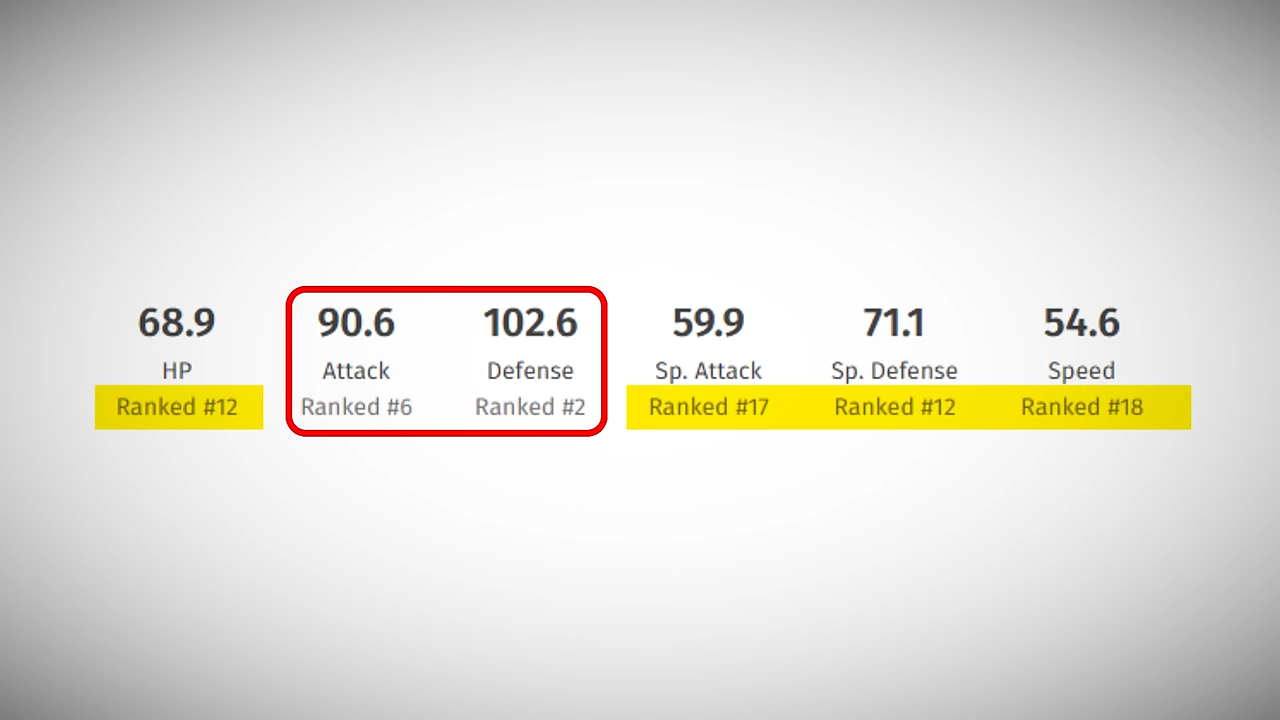 68.9 90.6 102.6 59.9 71.1 54.6
HP Attack Defense Sp. Attack Sp. Defense Speed
Ranked #12 Ranked #6 Ranked #2 Ranked #17 Ranked #12 Ranked #18